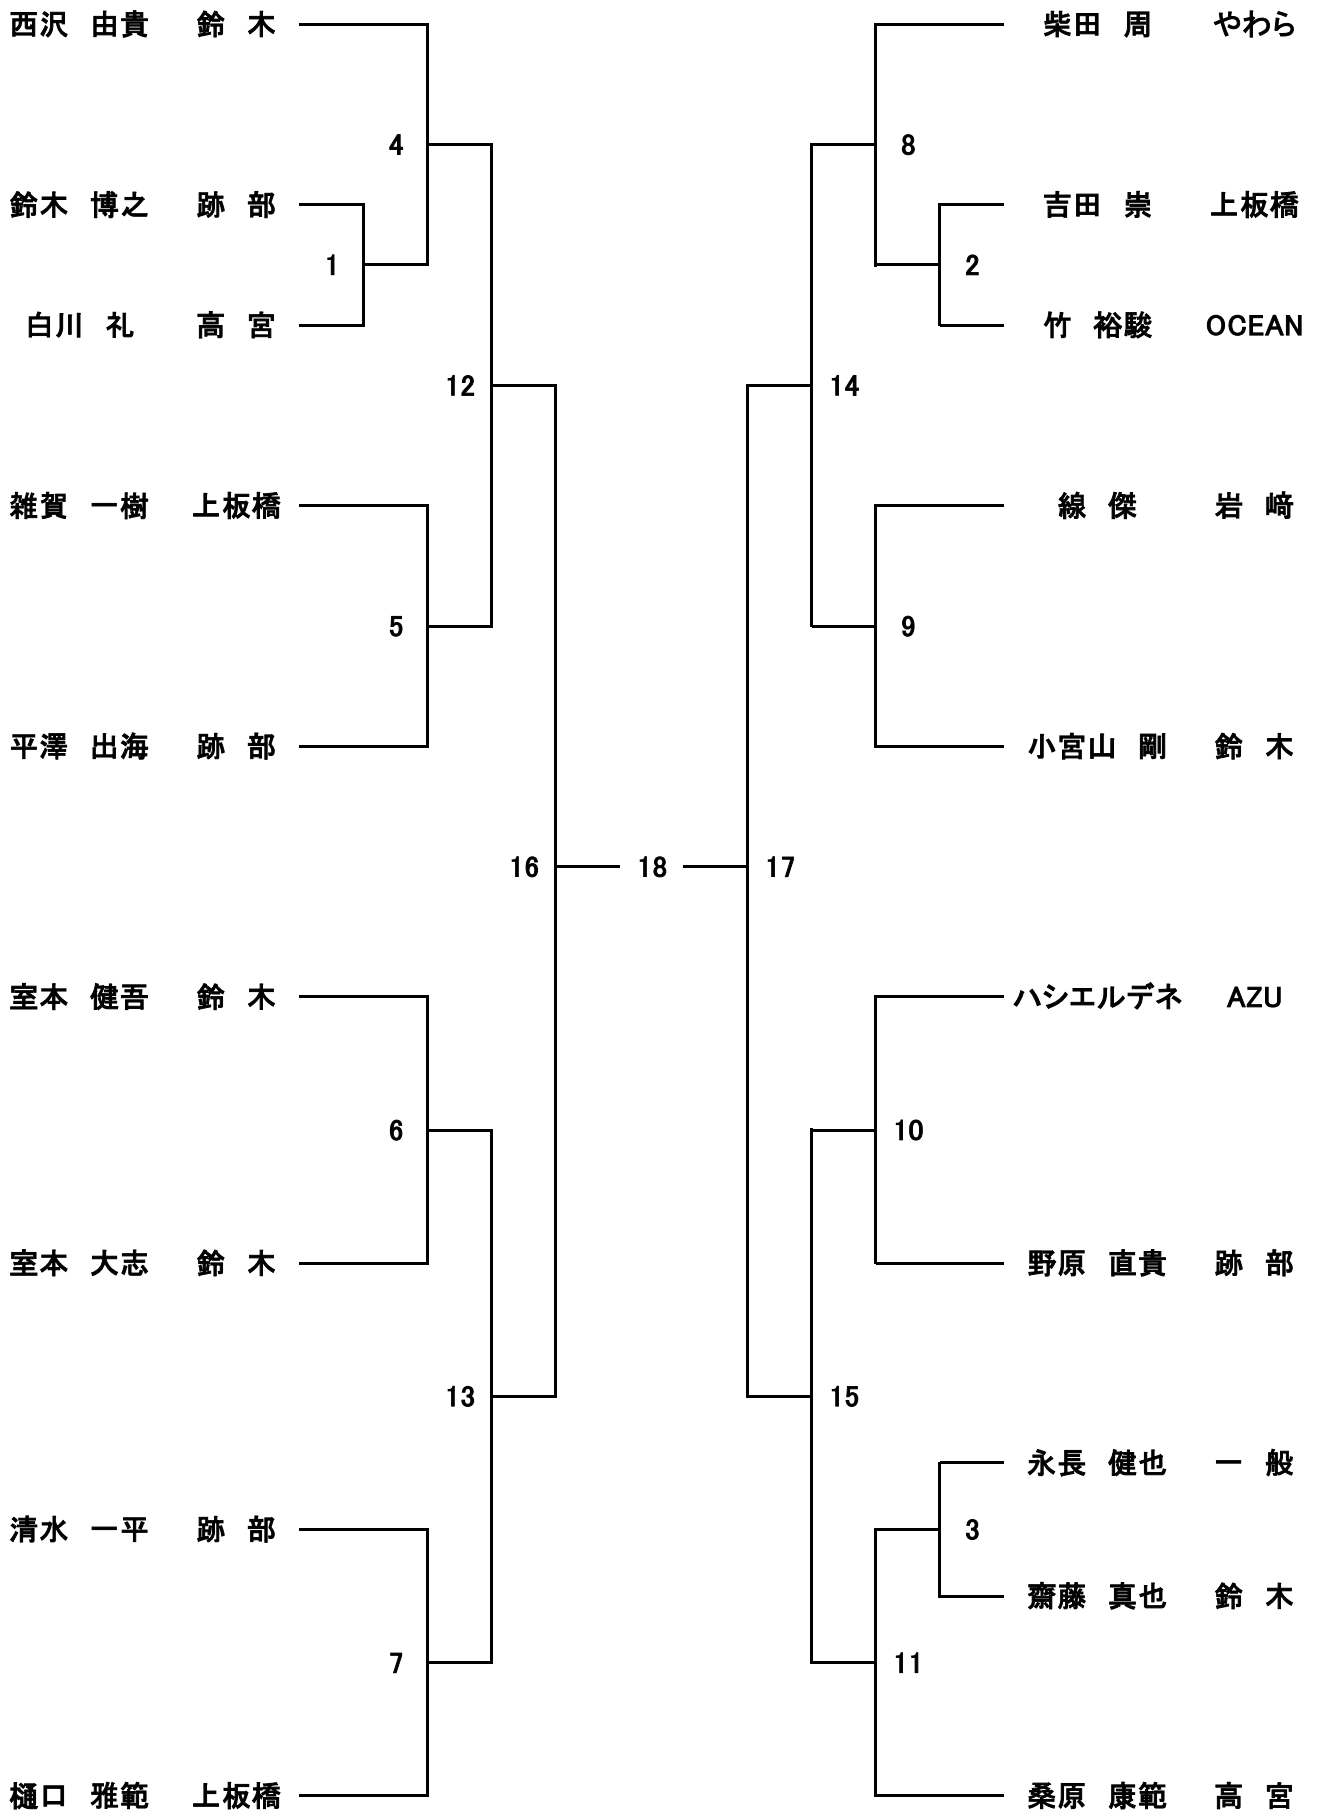 西沢 由貴 鈴 木 柴田 周 やわら
4 8
鈴木 博之 跡 部 吉田 崇 上板橋
1 2
白川 礼 高 宮 竹 裕駿 OCEAN
12 14
雑賀 一樹 上板橋 線 傑 岩 﨑
5 9
平澤 出海 跡 部 小宮山 剛 鈴 木
16 18 17
室本 健吾 鈴 木 ハシエルデネ AZU
6 10
室本 大志 鈴 木 野原 直貴 跡 部
13 15
永長 健也 一 般
清水 一平 跡 部 3
齋藤 真也 鈴 木
7 11
樋口 雅範 上板橋 桑原 康範 高 宮